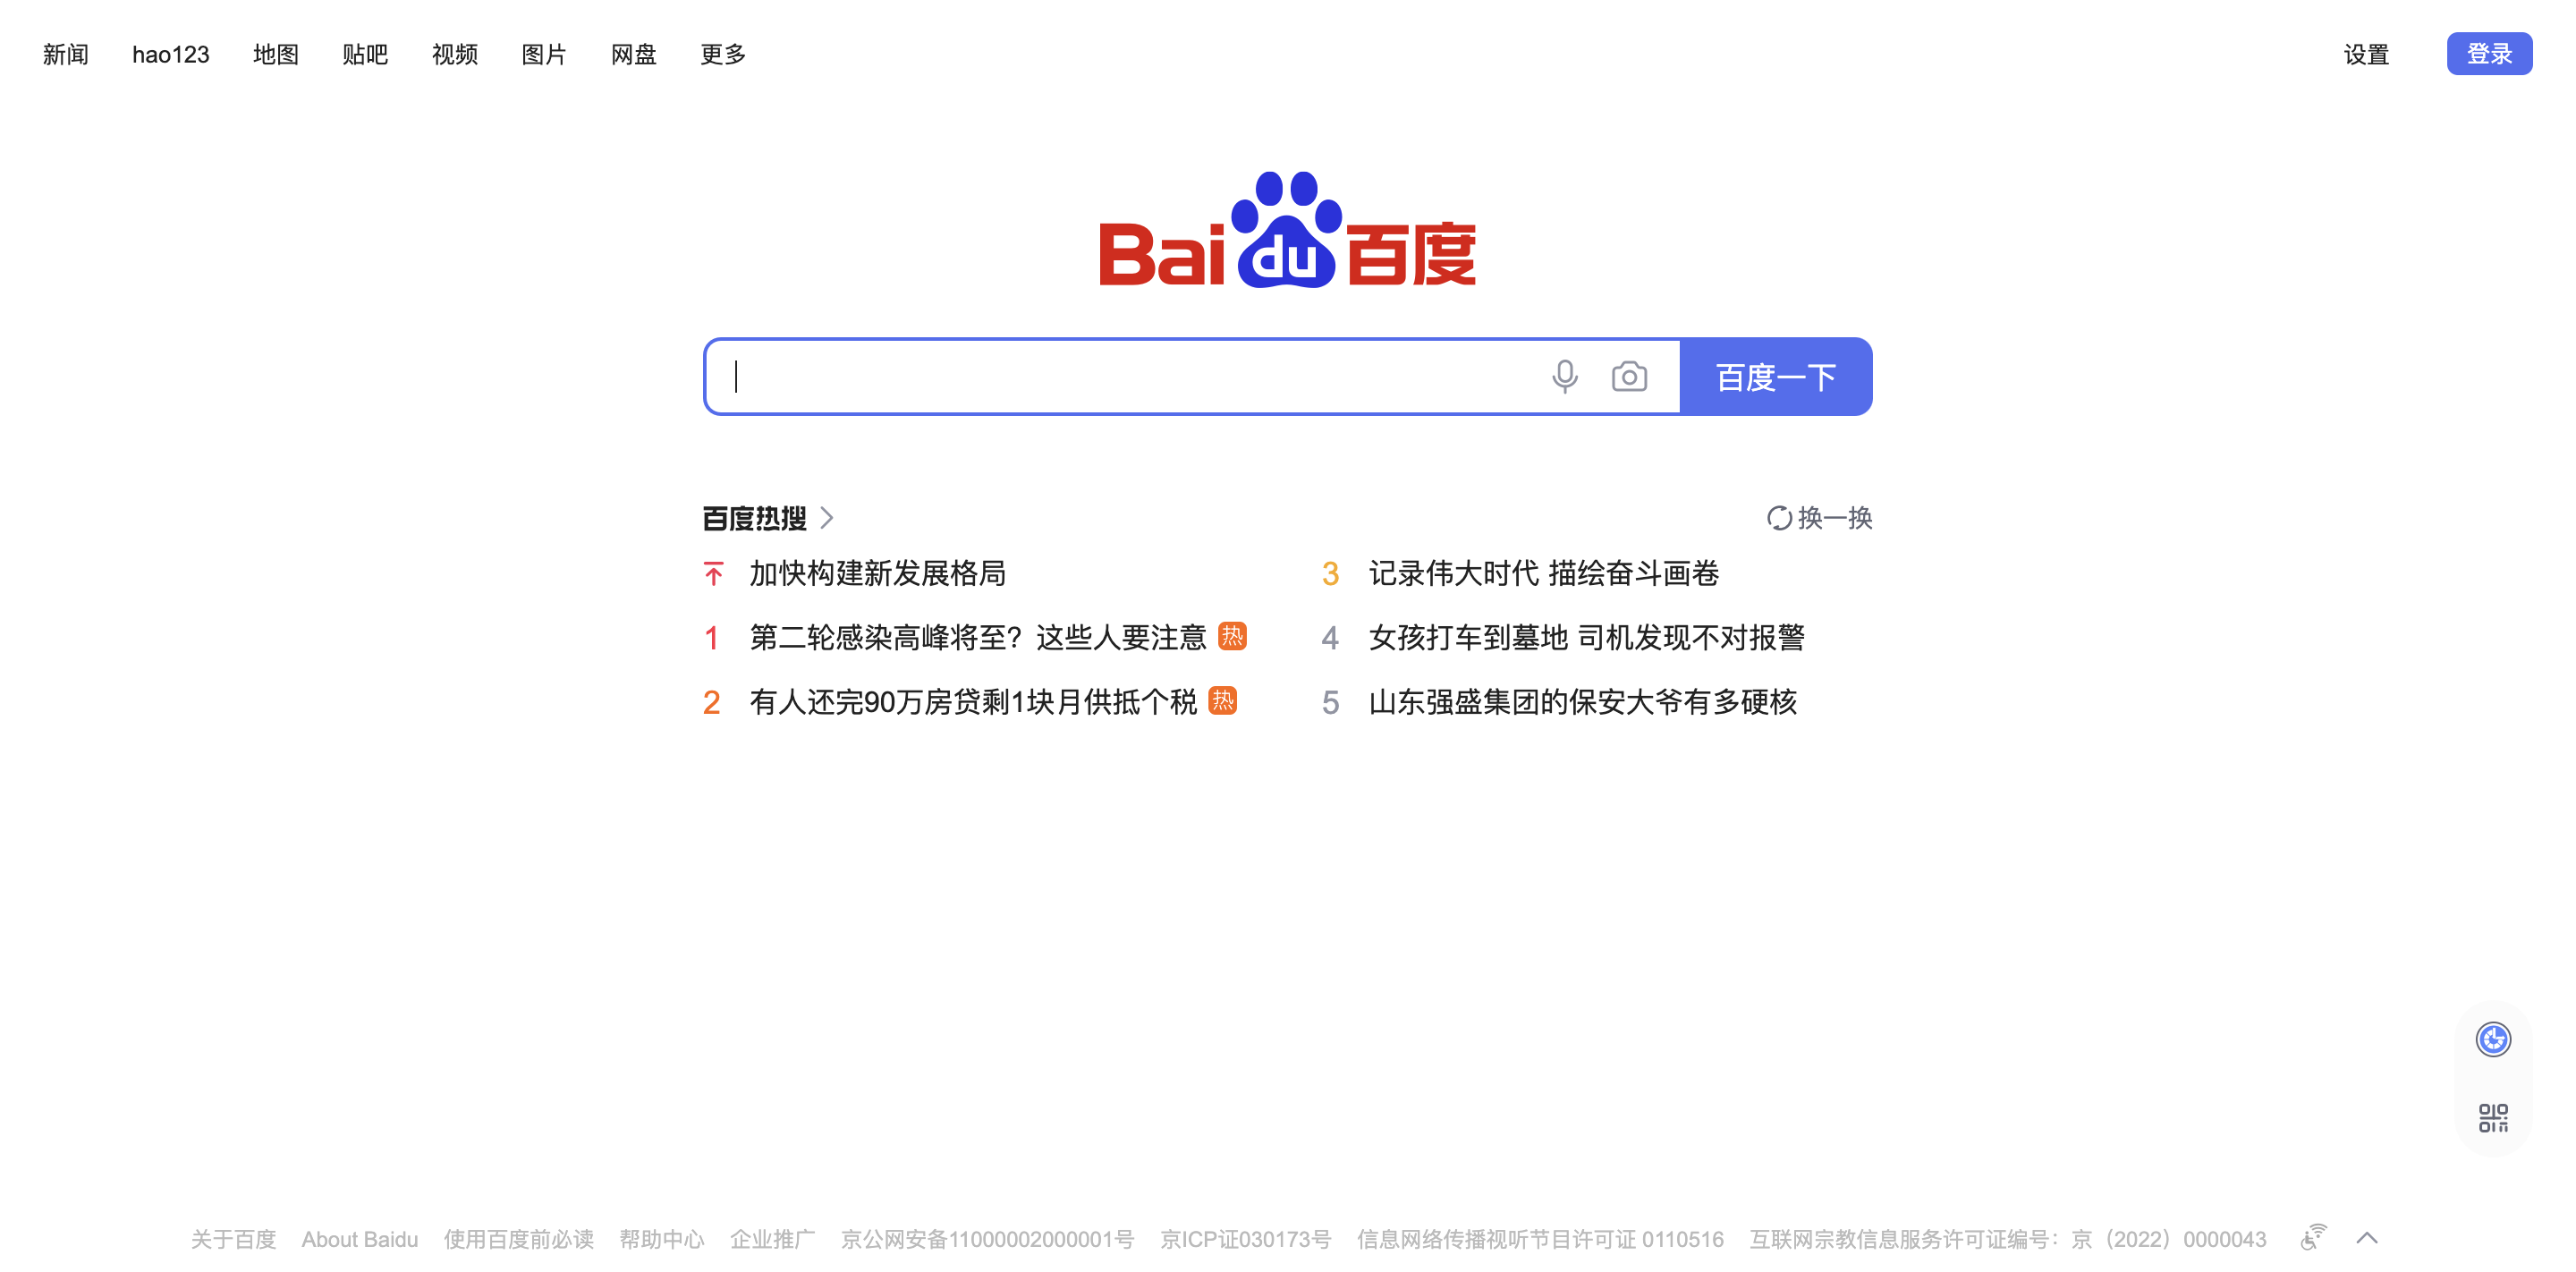 新闻 hao123 地图 贴吧 视频 图片 网盘 更多 设置 登录
Bai du 百度
百度一下
百度热搜 换一换
加快构建新发展格局
1 第二轮感染高峰将至？这些人要注意 热
2 有人还完90万房贷剩1块月供抵个税 热
3 记录伟大时代 描绘奋斗画卷
4 女孩打车到墓地 司机发现不对报警
5 山东强盛集团的保安大爷有多硬核
关于百度 About Baidu 使用百度前必读 帮助中心 企业推广 京公网安备11000002000001号 京ICP证030173号 信息网络传播视听节目许可证 0110516 互联网宗教信息服务许可证编号：京（2022）0000043